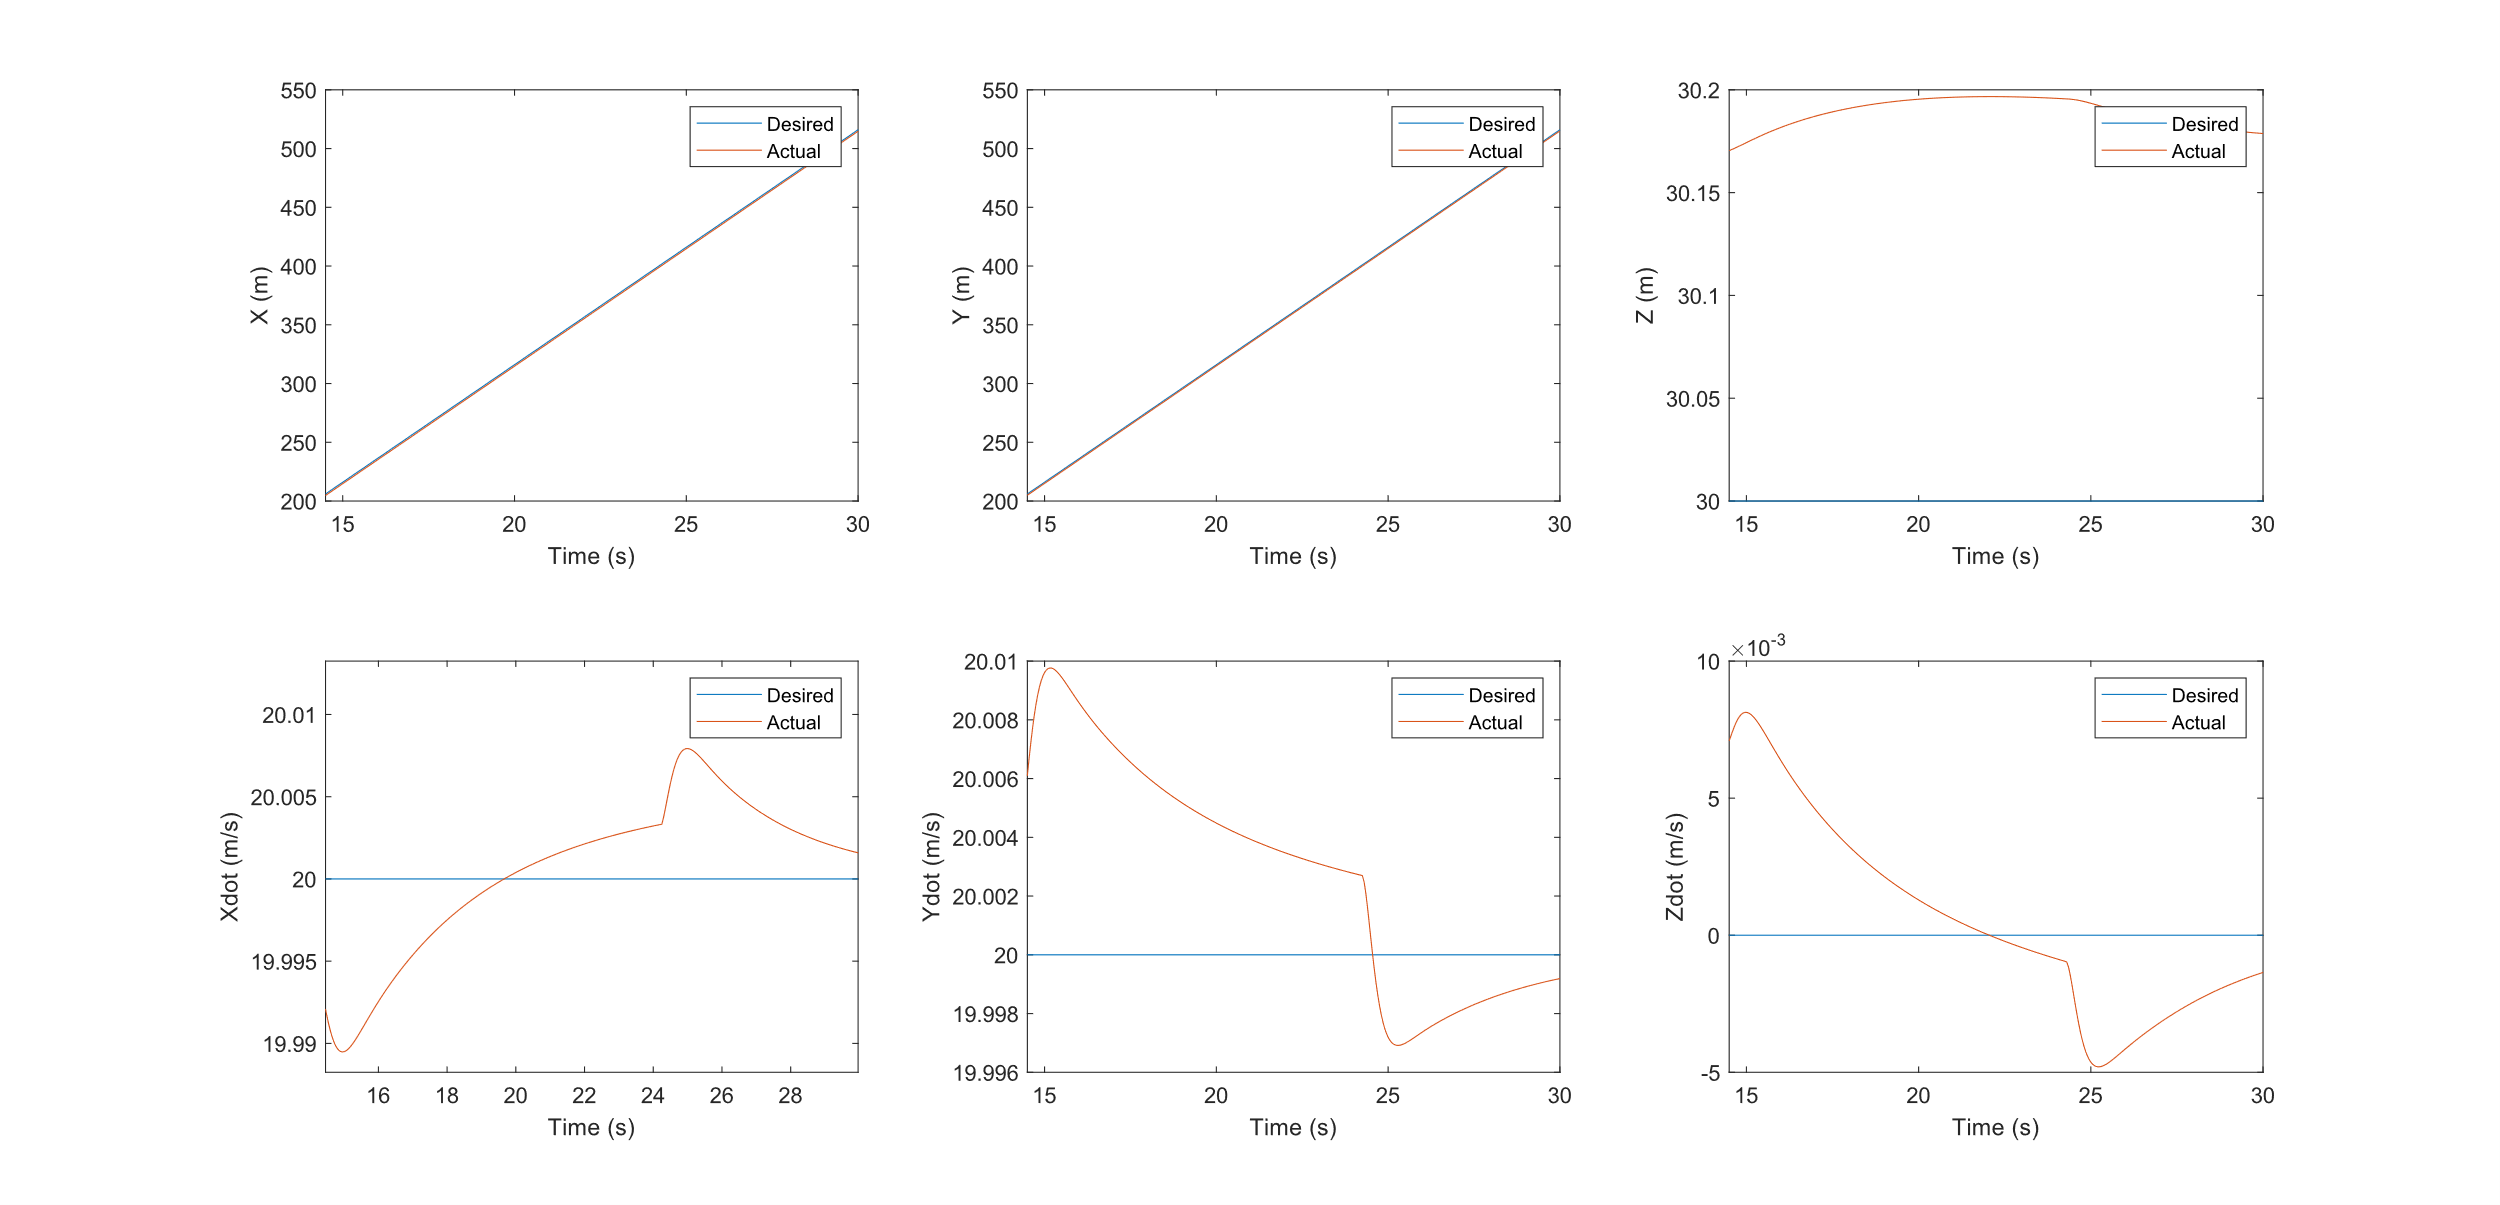 550
500
450
400
350
300
250
200
X (m)
15 20 25 30
Time (s)
Desired
Actual
550
500
450
400
350
300
250
200
Y (m)
15 20 25 30
Time (s)
Desired
Actual
30.2
30.15
30.1
30.05
30
Z (m)
15 20 25 30
Time (s)
Desired
Actual
20.01
20.005
20
19.995
19.99
Xdot (m/s)
16 18 20 22 24 26 28
Time (s)
Desired
Actual
20.01
20.008
20.006
20.004
20.002
20
19.998
19.996
Ydot (m/s)
15 20 25 30
Time (s)
Desired
Actual
×10-3
10
5
0
-5
Zdot (m/s)
15 20 25 30
Time (s)
Desired
Actual